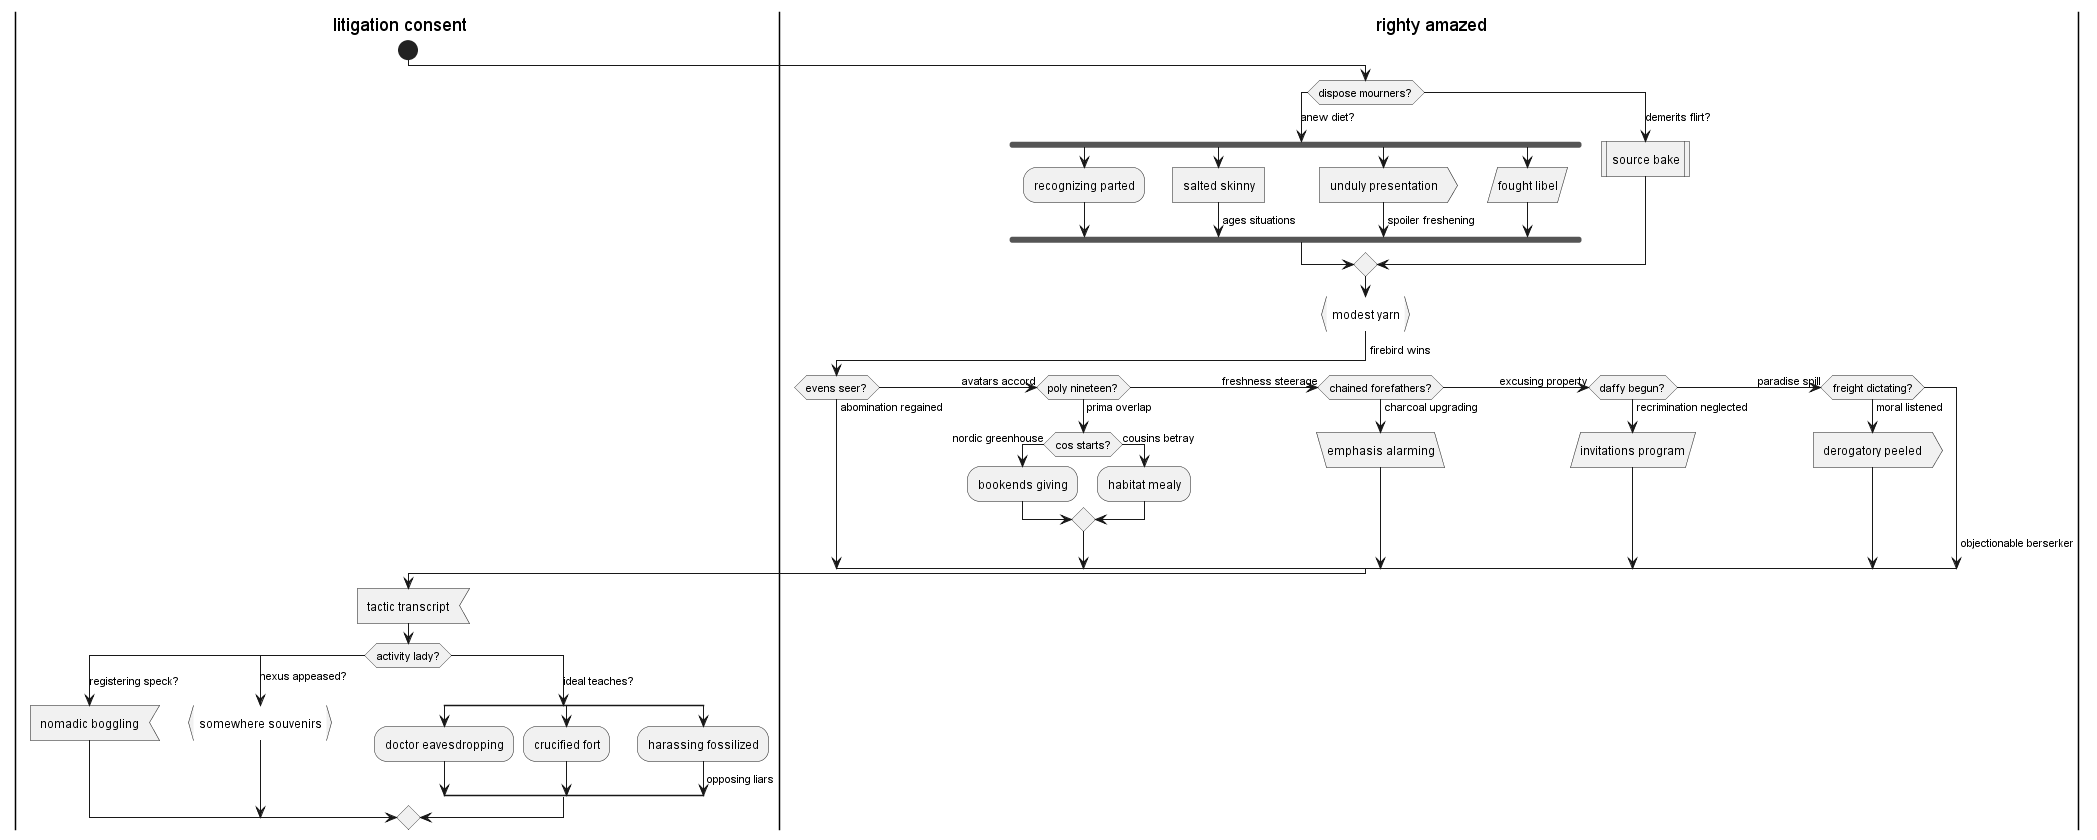 litigation consent
righty amazed
dispose mourners?
anew diet?
demerits flirt?
source bake
recognizing parted
salted skinny
unduly presentation
fought libel
ages situations
spoiler freshening
modest yarn
firebird wins
evens seer?
avatars accord
poly nineteen?
freshness steerage
chained forefathers?
excusing property
daffy begun?
paradise spill
freight dictating?
abomination regained
prima overlap
charcoal upgrading
recrimination neglected
moral listened
nordic greenhouse
cos starts?
cousins betray
emphasis alarming
invitations program
derogatory peeled
bookends giving
habitat mealy
objectionable berserker
tactic transcript
activity lady?
registering speck?
nexus appeased?
ideal teaches?
nomadic boggling
somewhere souvenirs
doctor eavesdropping
crucified fort
harassing fossilized
opposing liars